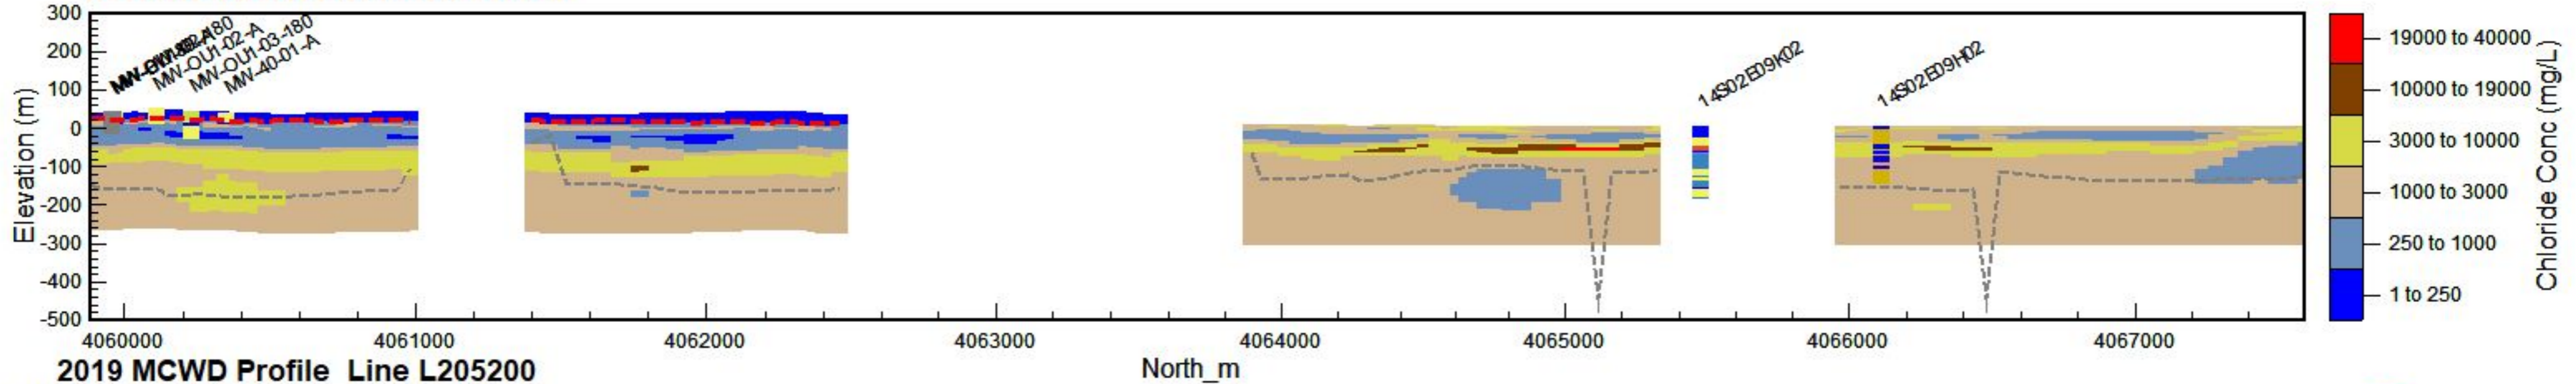 300
200
100
0
-100
-200
-300
-400
-500
Elevation (m)
MW-OU1-02-A
MW-OU1-03-180
MW-40-01-A
14S02E09K02
14S02E09H02
4060000 4061000 4062000 4063000 4064000 4065000 4066000 4067000
North_m
2019 MCWD Profile Line L205200
19000 to 40000
10000 to 19000
3000 to 10000
1000 to 3000
250 to 1000
1 to 250
Chloride Conc (mg/L)